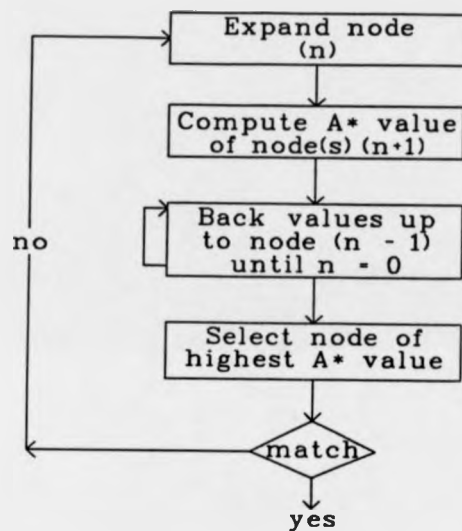 Expand node
(n)
Compute A* value
of node(s) (n+1)
Back values up
to node (n - 1)
until n = 0
no
Select node of
highest A* value
match
yes